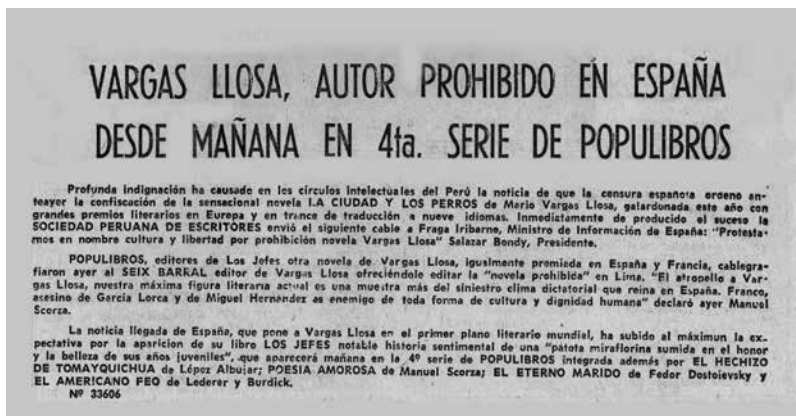 VARGAS LLOSA, AUTOR PROHIBIDO EN ESPAÑA
DESDE MAÑANA EN 4ta. SERIE DE POPULIBROS
Profunda indignación ha causado en los círculos intelectuales del Perú la noticia de que la censura española ordeno an-
teayer la confiscación de la sensacional novela LA CIUDAD Y LOS PERROS de Mario Vargas Llosa, galardonada este año con
grandes premios literarios en Europa y en trance de traducción a nueve idiomas. Inmediatamente de producido el suceso la
SOCIEDAD PERUANA DE ESCRITORES envió el siguiente cable a Fraga Iribarne, Ministro de Información de España: "Protesta-
mos en nombre cultura y libertad por prohibición novela Vargas Llosa" Salazar Bondy, Presidente.
POPULIBROS, editores de Los Jefes otra novela de Vargas Llosa, igualmente premiada en España y Francia, cablegra-
fiaron ayer al SEIX BARRAL editor de Vargas Llosa ofreciéndole editar la "novela prohibida" en Lima. "El atropello a Var-
gas Llosa, nuestra máxima figura literaria actual es una muestra más del siniestro clima dictatorial que reina en España. Franco,
asesino de García Lorca y de Miguel Hernández es enemigo de toda forma de cultura y dignidad humana" declaró ayer Manuel
Scorza.
La noticia llegada de España, que pone a Vargas Llosa en el primer plano literario mundial, ha subido al máximun la ex-
pectativa por la aparicion de su libro LOS JEFES notable historia sentimental de una "patota miraflorina sumida en el honor
y la belleza de sus años juveniles", que aparecerá mañana en la 4ª serie de POPULIBROS integrada además por EL HECHIZO
DE TOMAYQUICHUA de López Albujar; POESIA AMOROSA de Manuel Scorza; EL ETERNO MARIDO de Fedor Dostoievsky y
EL AMERICANO FEO de Lederer y Burdick.
Nº 33606